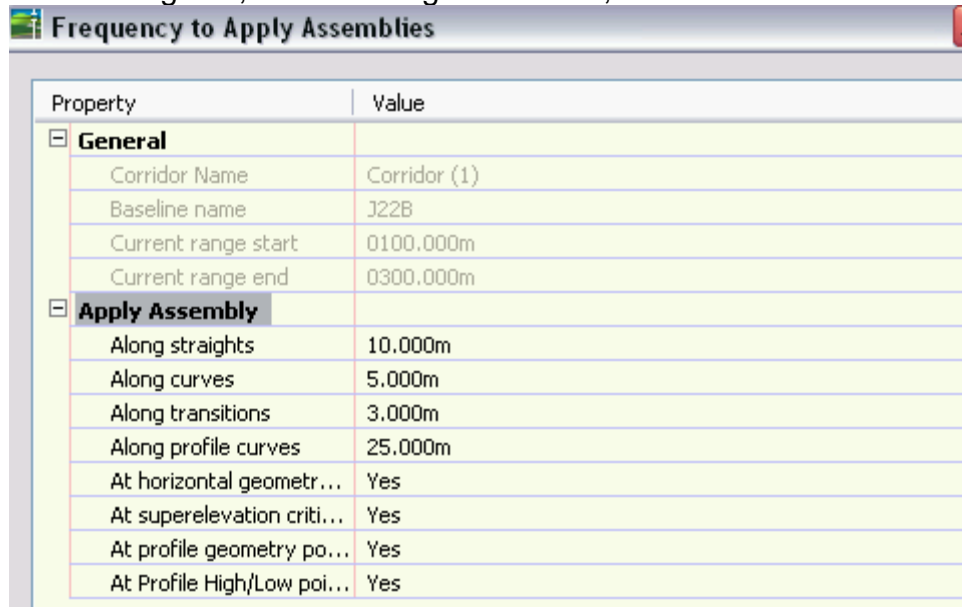 Frequency to Apply Assemblies
Property Value
General
Corridor Name Corridor (1)
Baseline name J22B
Current range start 0100.000m
Current range end 0300.000m
Apply Assembly
Along straights 10.000m
Along curves 5.000m
Along transitions 3.000m
Along profile curves 25.000m
At horizontal geometr... Yes
At superelevation criti... Yes
At profile geometry po... Yes
At Profile High/Low poi... Yes